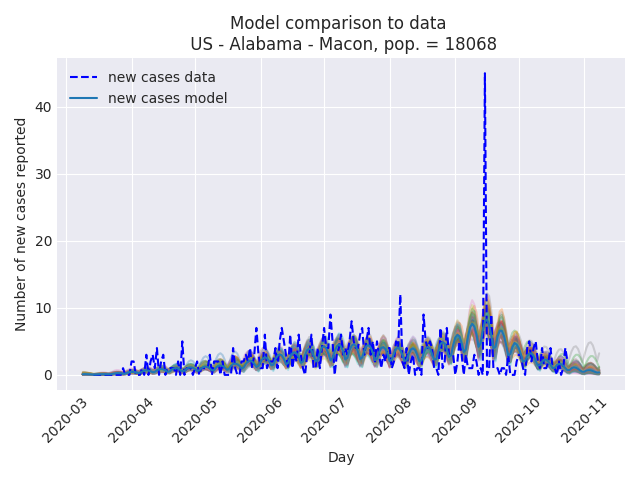 Model comparison to data
US - Alabama - Macon, pop. = 18068
new cases data
new cases model
Number of new cases reported
40
30
20
10
0
2020-03
2020-04
2020-05
2020-06
2020-07
2020-08
2020-09
2020-10
2020-11
Day